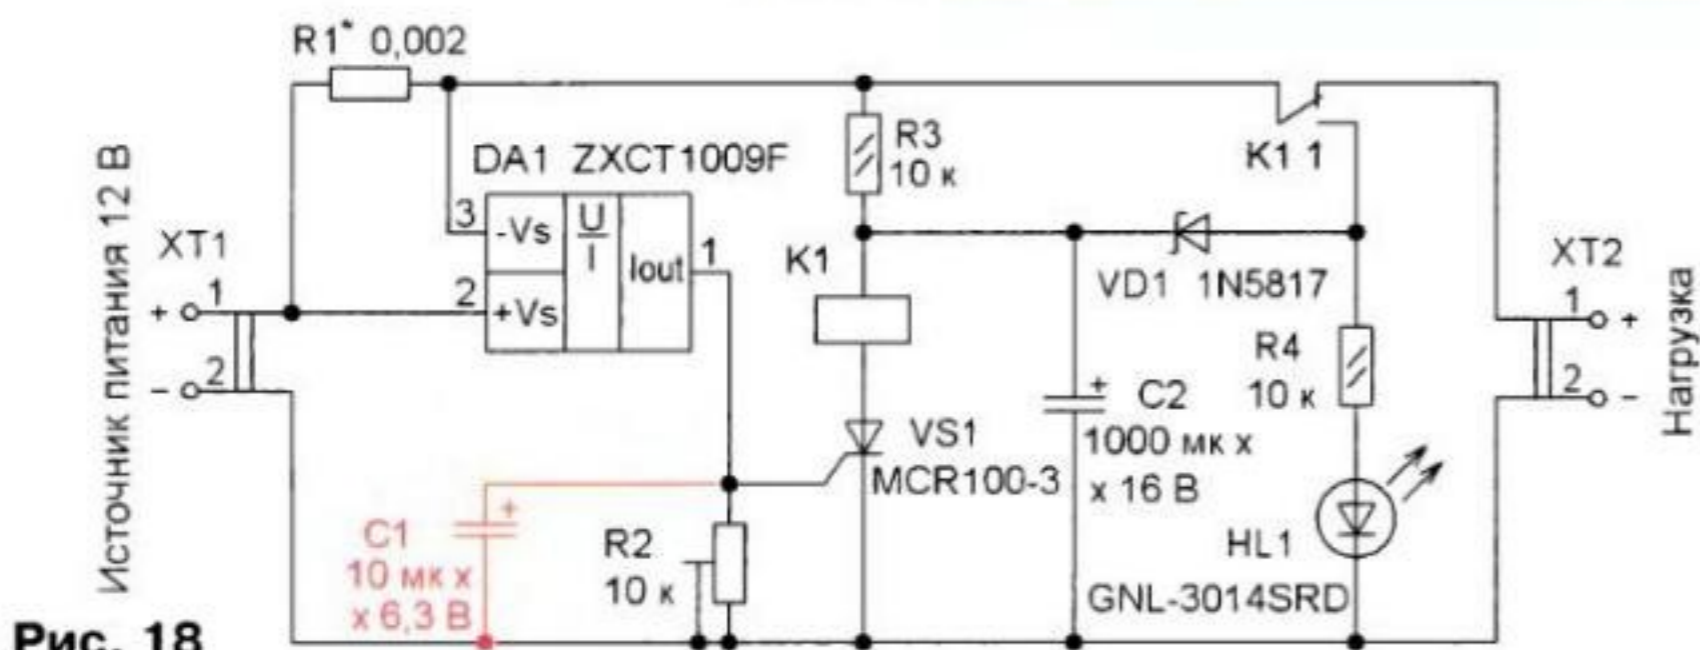 R1* 0,002
DA1 ZXCT1009F
R3
10 к
K1 1
Источник питания 12 В
XT1
+ 1
− 2
3
-Vs
U
I
2
+Vs
Iout
1
K1
VD1 1N5817
XT2
1 +
2 −
Нагрузка
R4
10 к
+ C2
1000 мк х
х 16 В
VS1
MCR100-3
+
C1
10 мк х
х 6,3 В
R2
10 к
HL1
GNL-3014SRD
Рис. 18